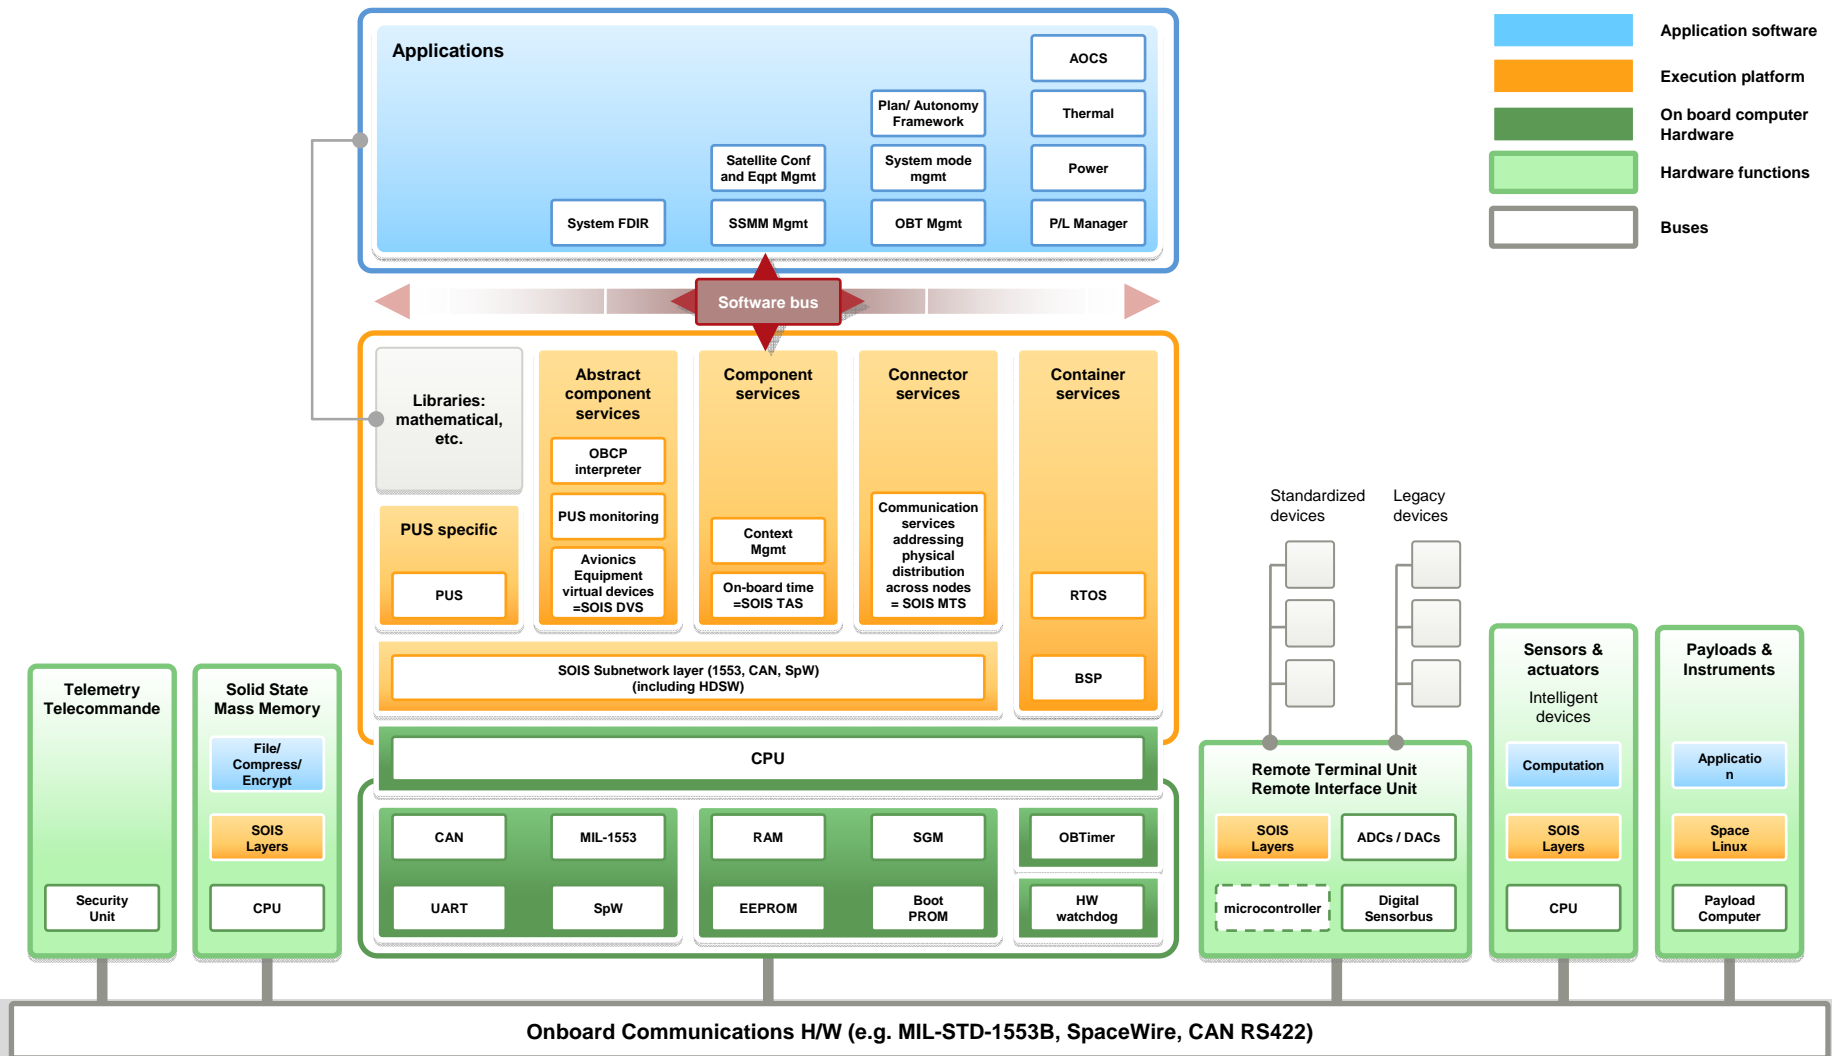 Applications
AOCS
Plan/ Autonomy
Framework
Thermal
Satellite Conf
and Eqpt Mgmt
System mode
mgmt
Power
System FDIR
SSMM Mgmt
OBT Mgmt
P/L Manager
Application software
Execution platform
On board computer
Hardware
Hardware functions
Buses
Software bus
Libraries:
mathematical,
etc.
Abstract
component
services
Component
services
Connector
services
Container
services
OBCP
interpreter
PUS monitoring
Avionics
Equipment
virtual devices
=SOIS DVS
PUS specific
PUS
Context
Mgmt
On-board time
=SOIS TAS
Communication
services
addressing
physical
distribution
across nodes
= SOIS MTS
RTOS
SOIS Subnetwork layer (1553, CAN, SpW)
(including HDSW)
BSP
CPU
CAN
MIL-1553
RAM
SGM
OBTimer
UART
SpW
EEPROM
Boot
PROM
HW
watchdog
Telemetry
Telecommande
Security
Unit
Solid State
Mass Memory
File/
Compress/
Encrypt
SOIS
Layers
CPU
Standardized
devices
Legacy
devices
Remote Terminal Unit
Remote Interface Unit
SOIS
Layers
ADCs / DACs
microcontroller
Digital
Sensorbus
Sensors &
actuators
Intelligent
devices
Computation
SOIS
Layers
CPU
Payloads &
Instruments
Applicatio
n
Space
Linux
Payload
Computer
Onboard Communications H/W (e.g. MIL-STD-1553B, SpaceWire, CAN RS422)